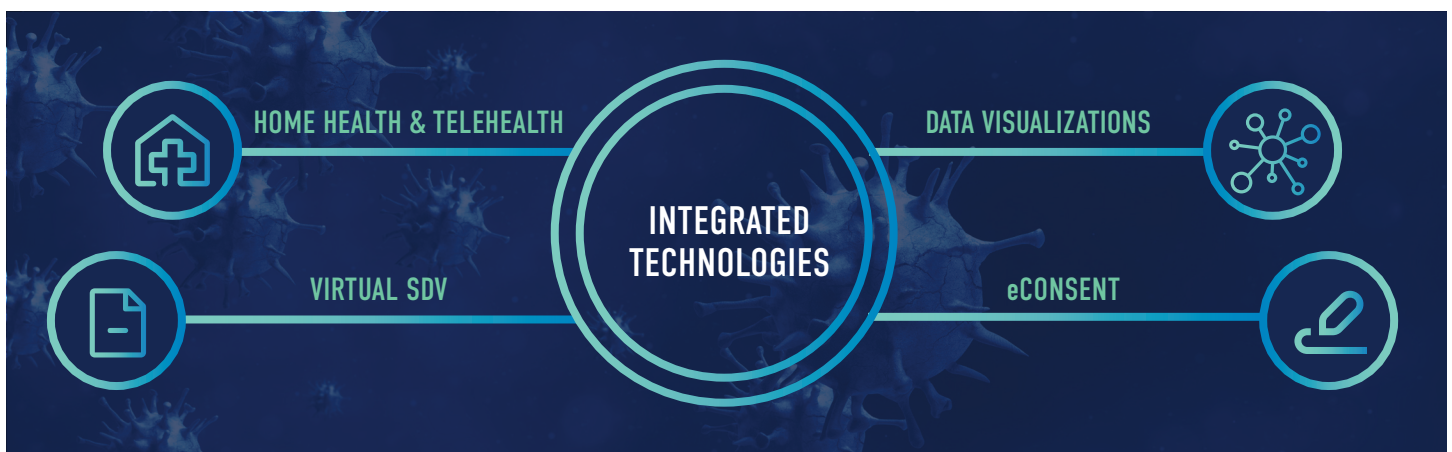 HOME HEALTH & TELEHEALTH
DATA VISUALIZATIONS
INTEGRATED
TECHNOLOGIES
VIRTUAL SDV
eCONSENT